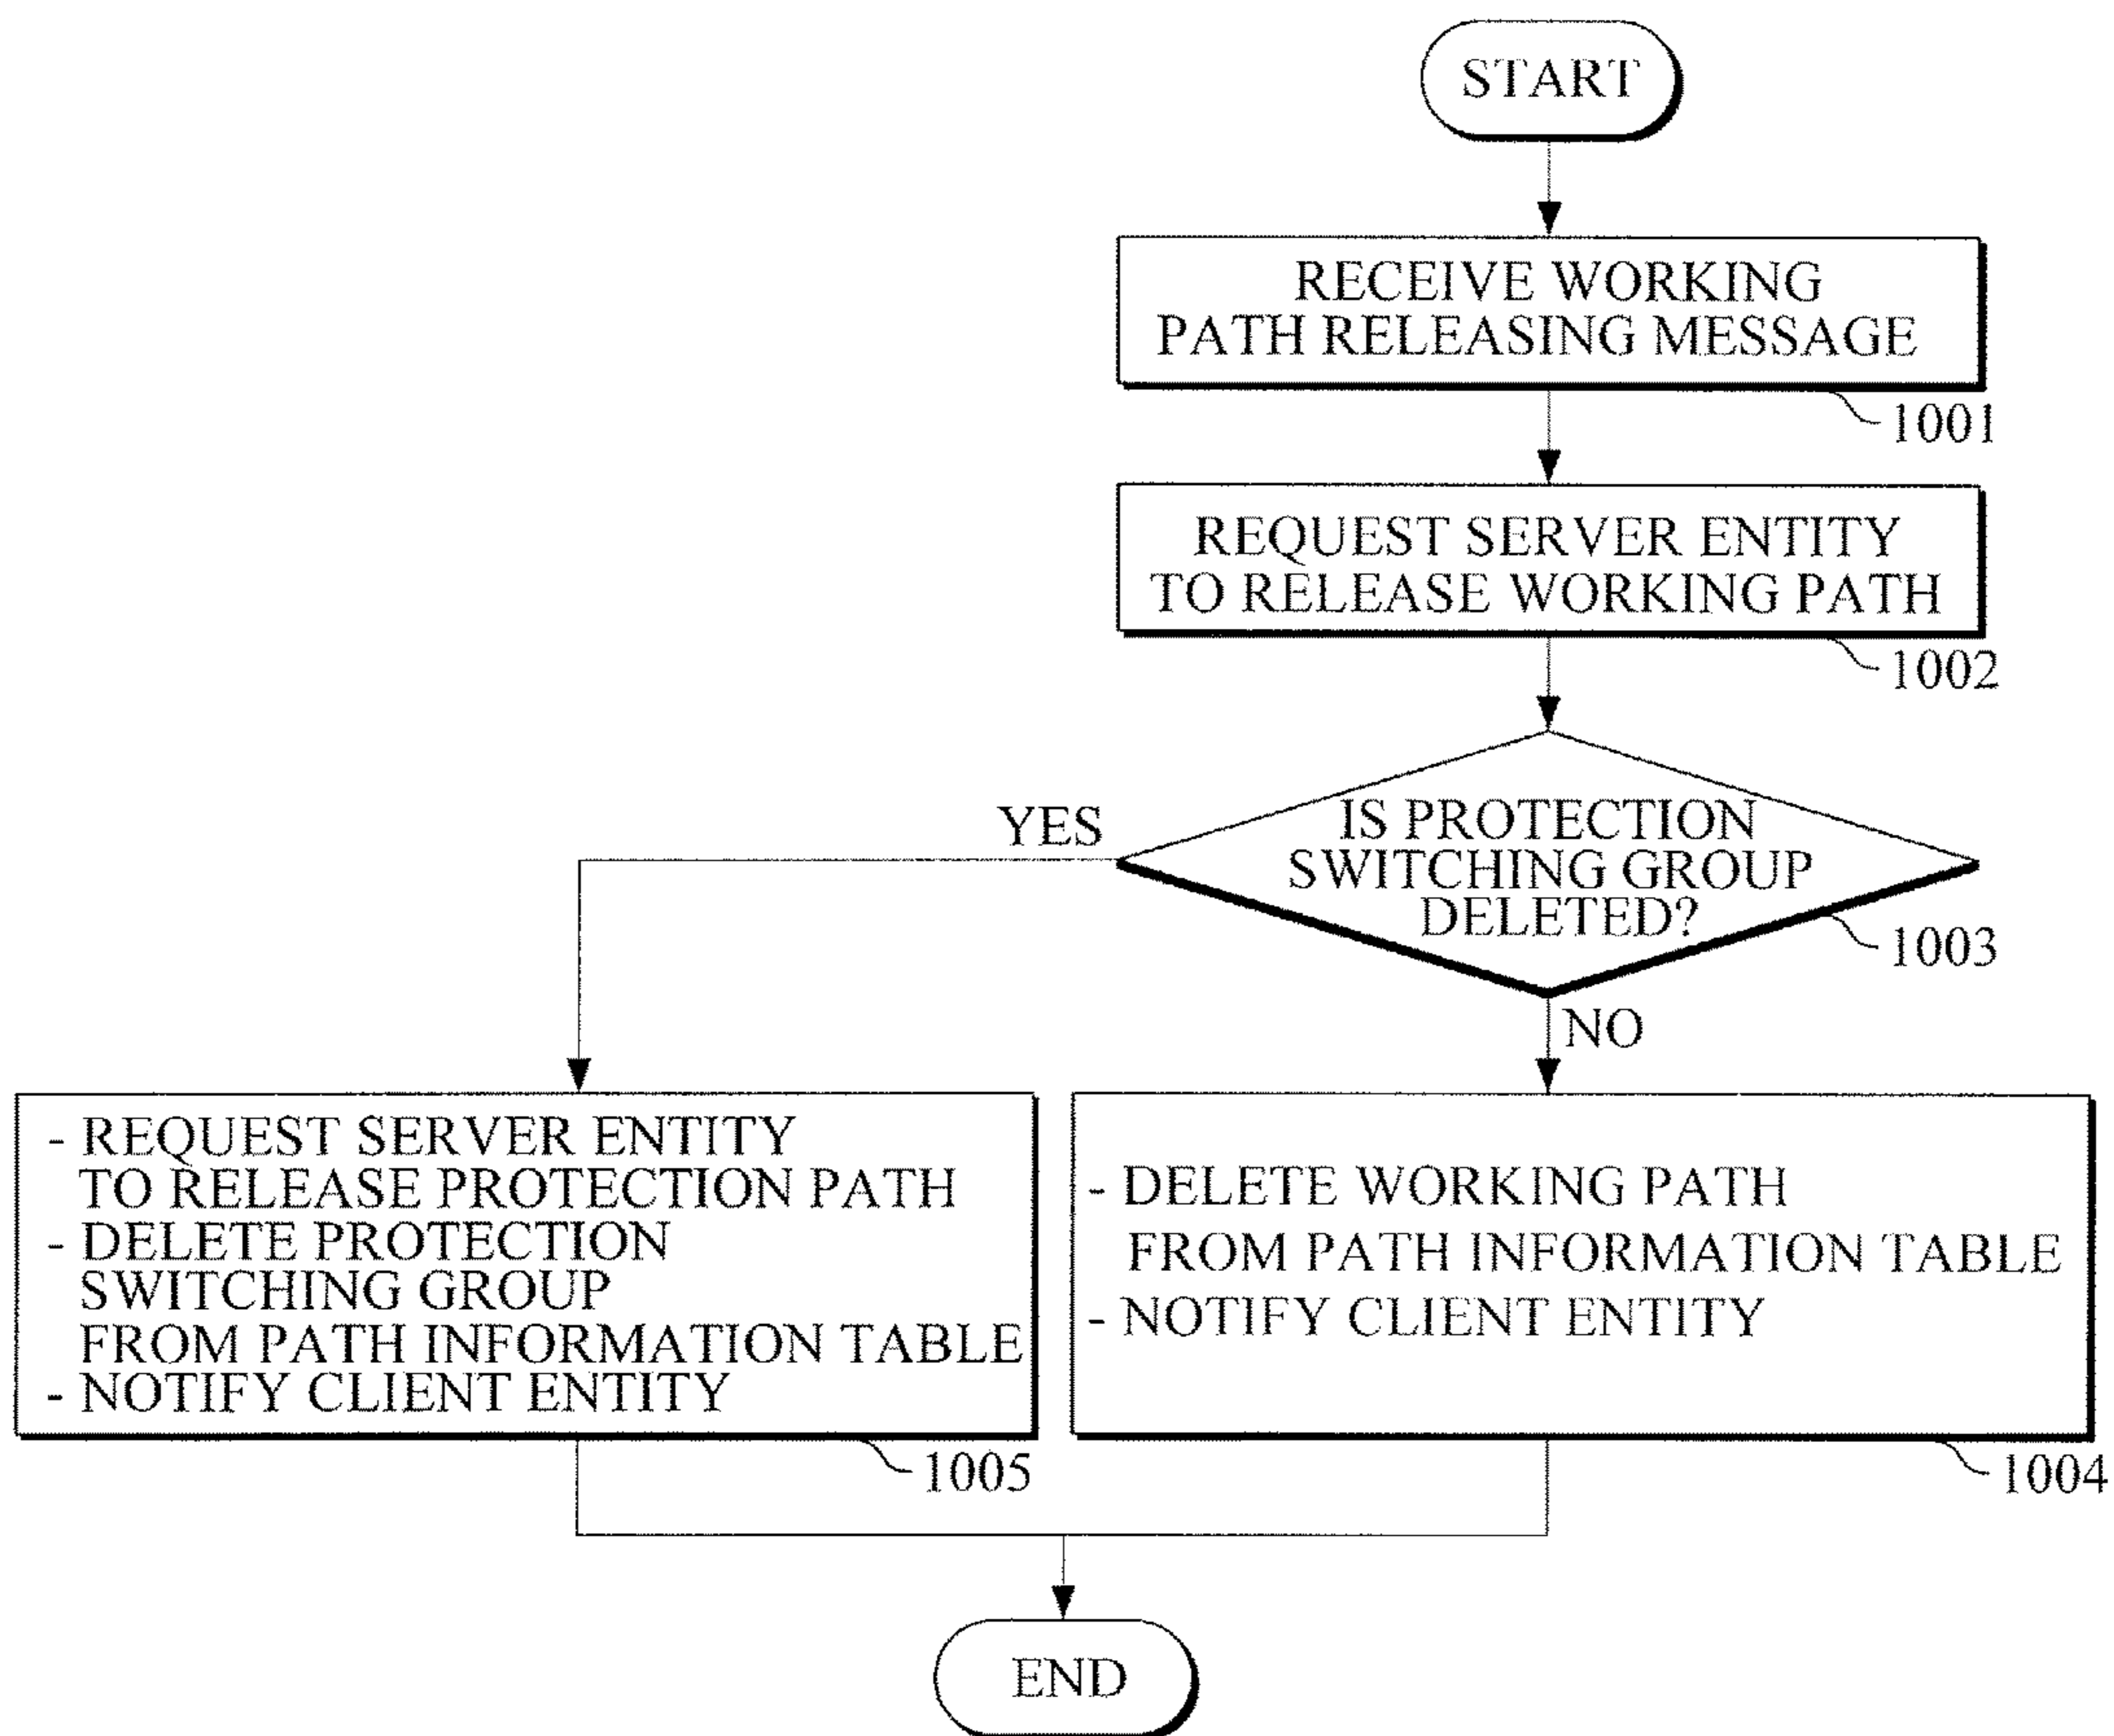 START
RECEIVE WORKING
PATH RELEASING MESSAGE
1001
REQUEST SERVER ENTITY
TO RELEASE WORKING PATH
1002
YES
IS PROTECTION
SWITCHING GROUP
DELETED?
1003
NO
- REQUEST SERVER ENTITY
TO RELEASE PROTECTION PATH
- DELETE PROTECTION
SWITCHING GROUP
FROM PATH INFORMATION TABLE
- NOTIFY CLIENT ENTITY
1005
- DELETE WORKING PATH
FROM PATH INFORMATION TABLE
- NOTIFY CLIENT ENTITY
1004
END